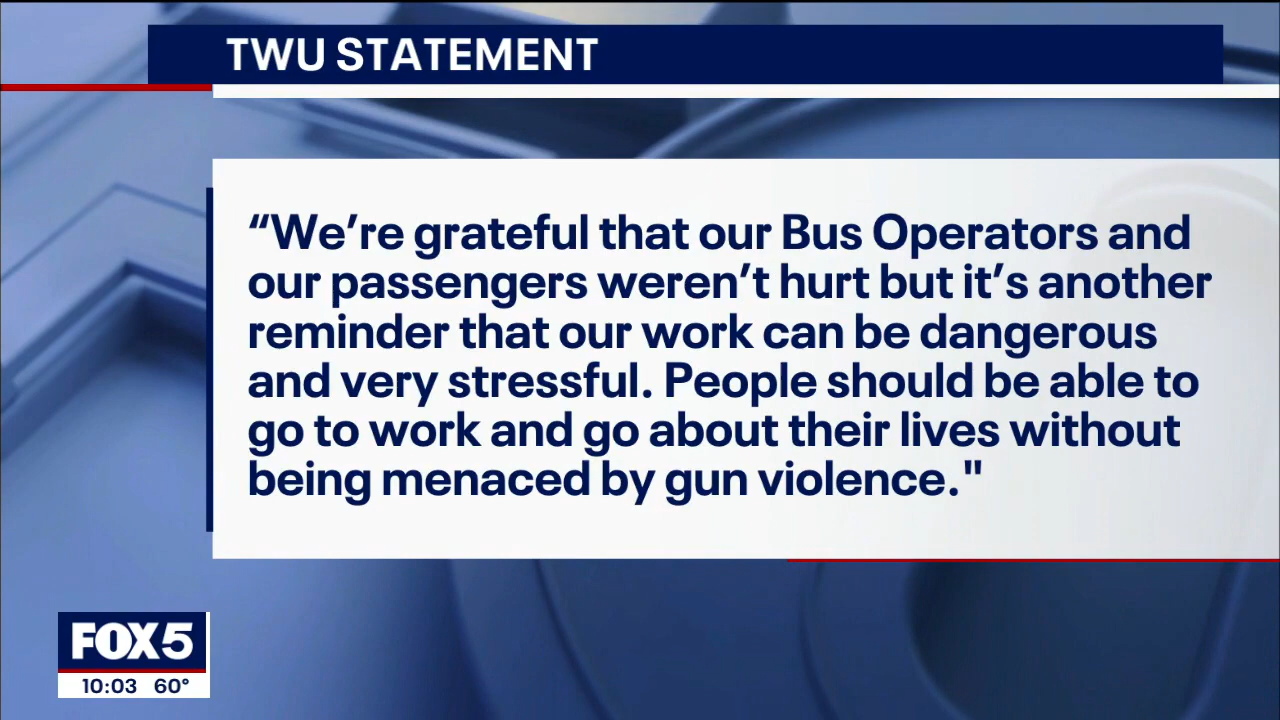 TWU STATEMENT
“We’re grateful that our Bus Operators and
our passengers weren’t hurt but it’s another
reminder that our work can be dangerous
and very stressful. People should be able to
go to work and go about their lives without
being menaced by gun violence."
FOX5
10:03 60°